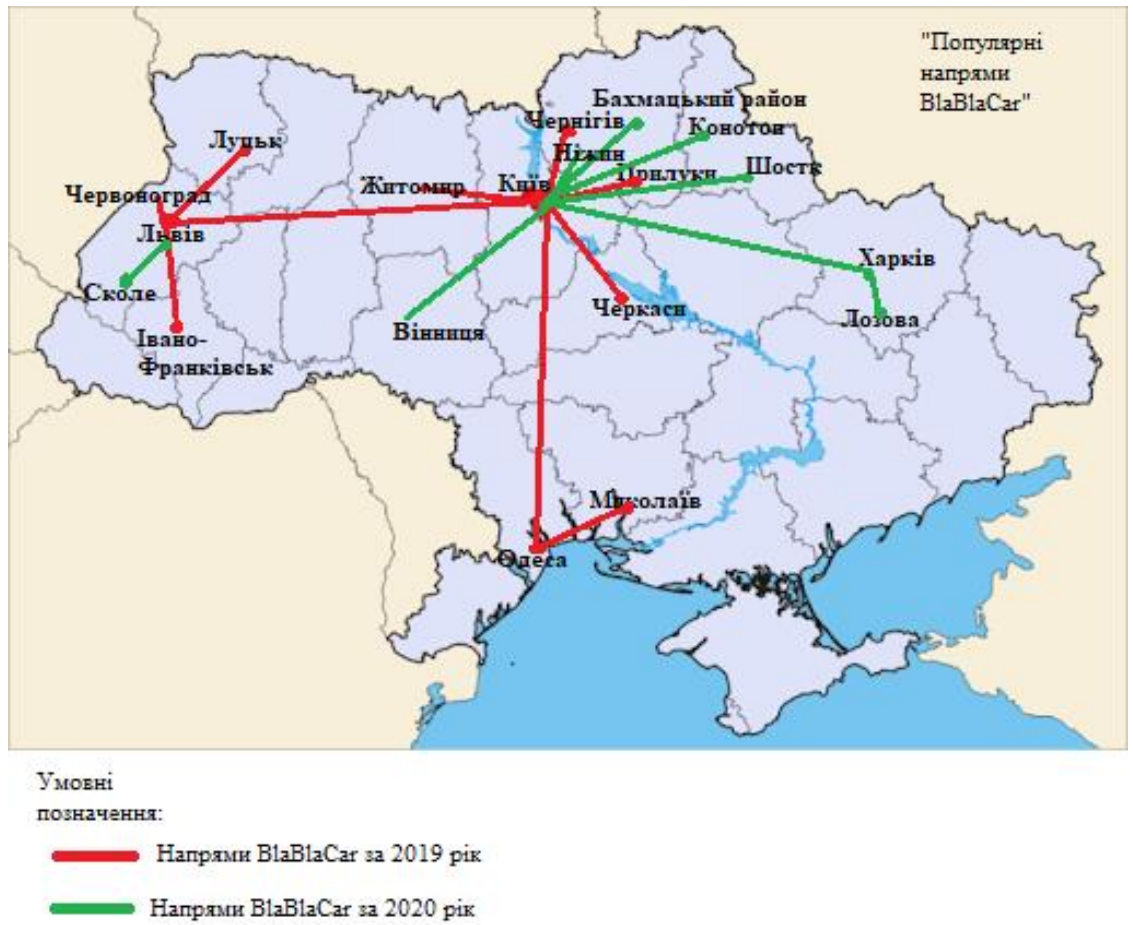 "Популярні
напрями
BlaBlaCar"
Бахмацький район
Чернігів
Конотоп
Луцьк
Ніжин
Шостк
Прилуки
Житомир
Київ
Червоноград
Львів
Харків
Сколе
Черкаси
Лозова
Вінниця
Івано-
Франківськ
Миколаїв
Одеса
Умовні
позначення:
Напрями BlaBlaCar за 2019 рік
Напрями BlaBlaCar за 2020 рік